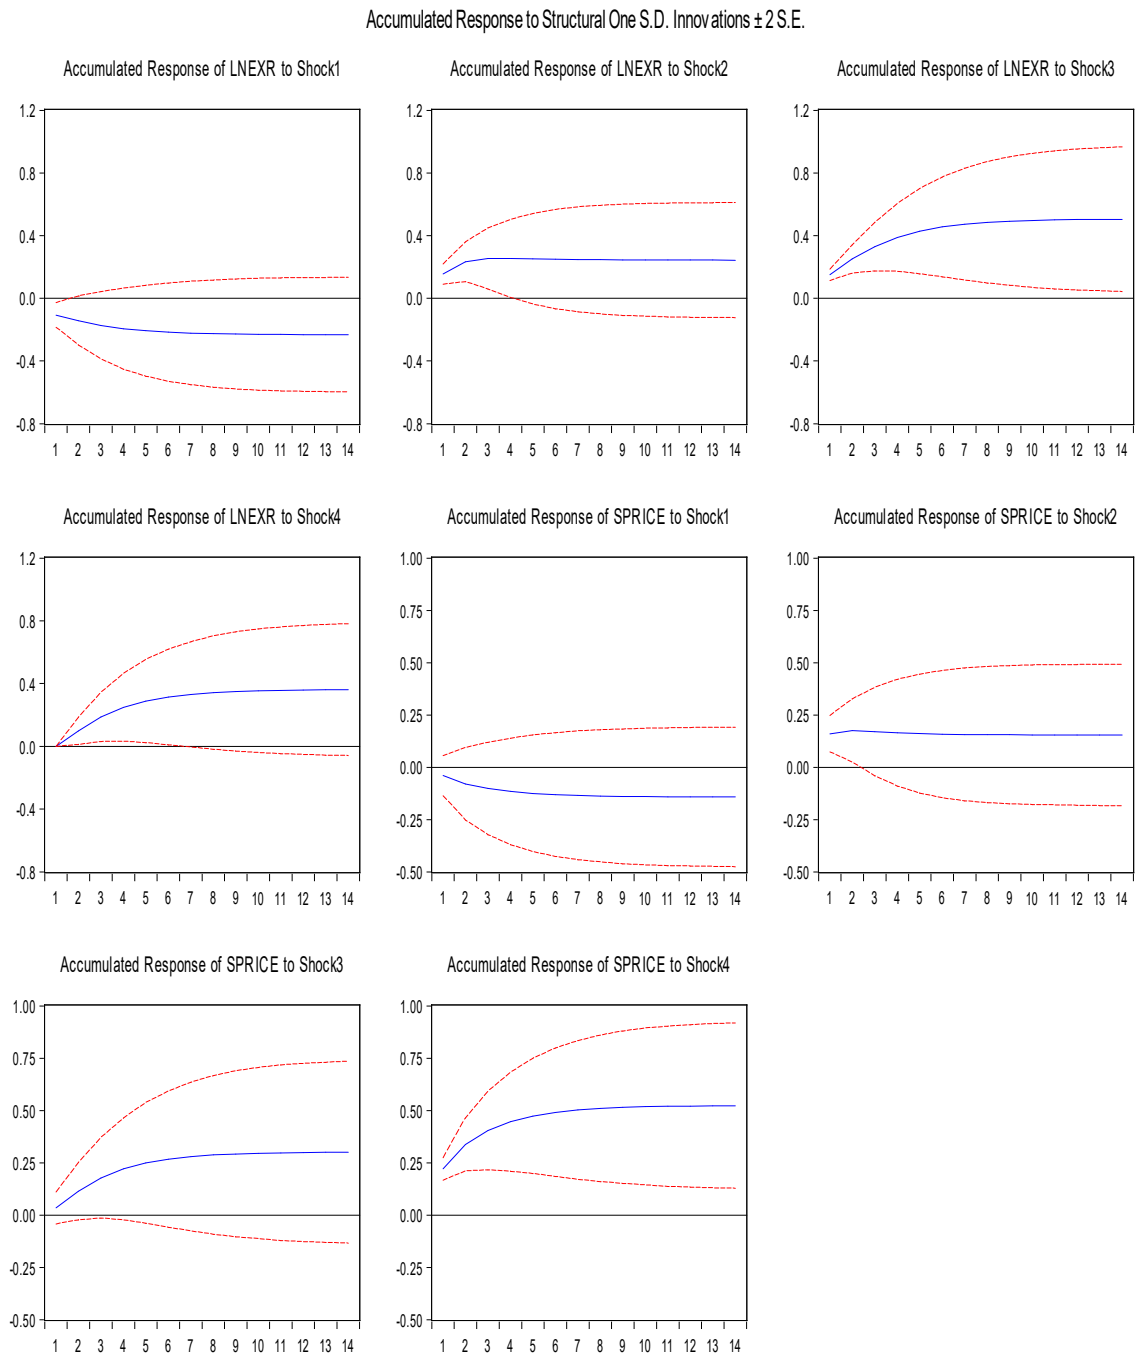 Accumulated Response to Structural One S.D. Innovations ± 2 S.E.
Accumulated Response of LNEXR to Shock1
Accumulated Response of LNEXR to Shock2
Accumulated Response of LNEXR to Shock3
1.2 1.2 1.2
0.8 0.8 0.8
0.4 0.4 0.4
0.0 0.0 0.0
-0.4 -0.4 -0.4
-0.8 -0.8 -0.8
1 2 3 4 5 6 7 8 9 10 11 12 13 14
1 2 3 4 5 6 7 8 9 10 11 12 13 14
1 2 3 4 5 6 7 8 9 10 11 12 13 14
Accumulated Response of LNEXR to Shock4
Accumulated Response of SPRICE to Shock1
Accumulated Response of SPRICE to Shock2
1.2
0.8
0.4
0.0
-0.4
-0.8
1 2 3 4 5 6 7 8 9 10 11 12 13 14
1.00
0.75
0.50
0.25
0.00
-0.25
-0.50
1 2 3 4 5 6 7 8 9 10 11 12 13 14
1.00
0.75
0.50
0.25
0.00
-0.25
-0.50
1 2 3 4 5 6 7 8 9 10 11 12 13 14
Accumulated Response of SPRICE to Shock3
Accumulated Response of SPRICE to Shock4
1.00 1.00
0.75 0.75
0.50 0.50
0.25 0.25
0.00 0.00
-0.25 -0.25
-0.50 -0.50
1 2 3 4 5 6 7 8 9 10 11 12 13 14
1 2 3 4 5 6 7 8 9 10 11 12 13 14